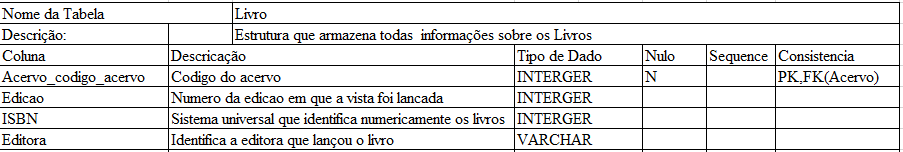 Nome da Tabela Livro
Descrição: Estrutura que armazena todas informações sobre os Livros
Coluna Descricação Tipo de Dado Nulo Sequence Consistencia
Acervo_codigo_acervo Codigo do acervo INTERGER N PK,FK(Acervo)
Edicao Numero da edicao em que a vista foi lancada INTERGER
ISBN Sistema universal que identifica numericamente os livros INTERGER
Editora Identifica a editora que lançou o livro VARCHAR